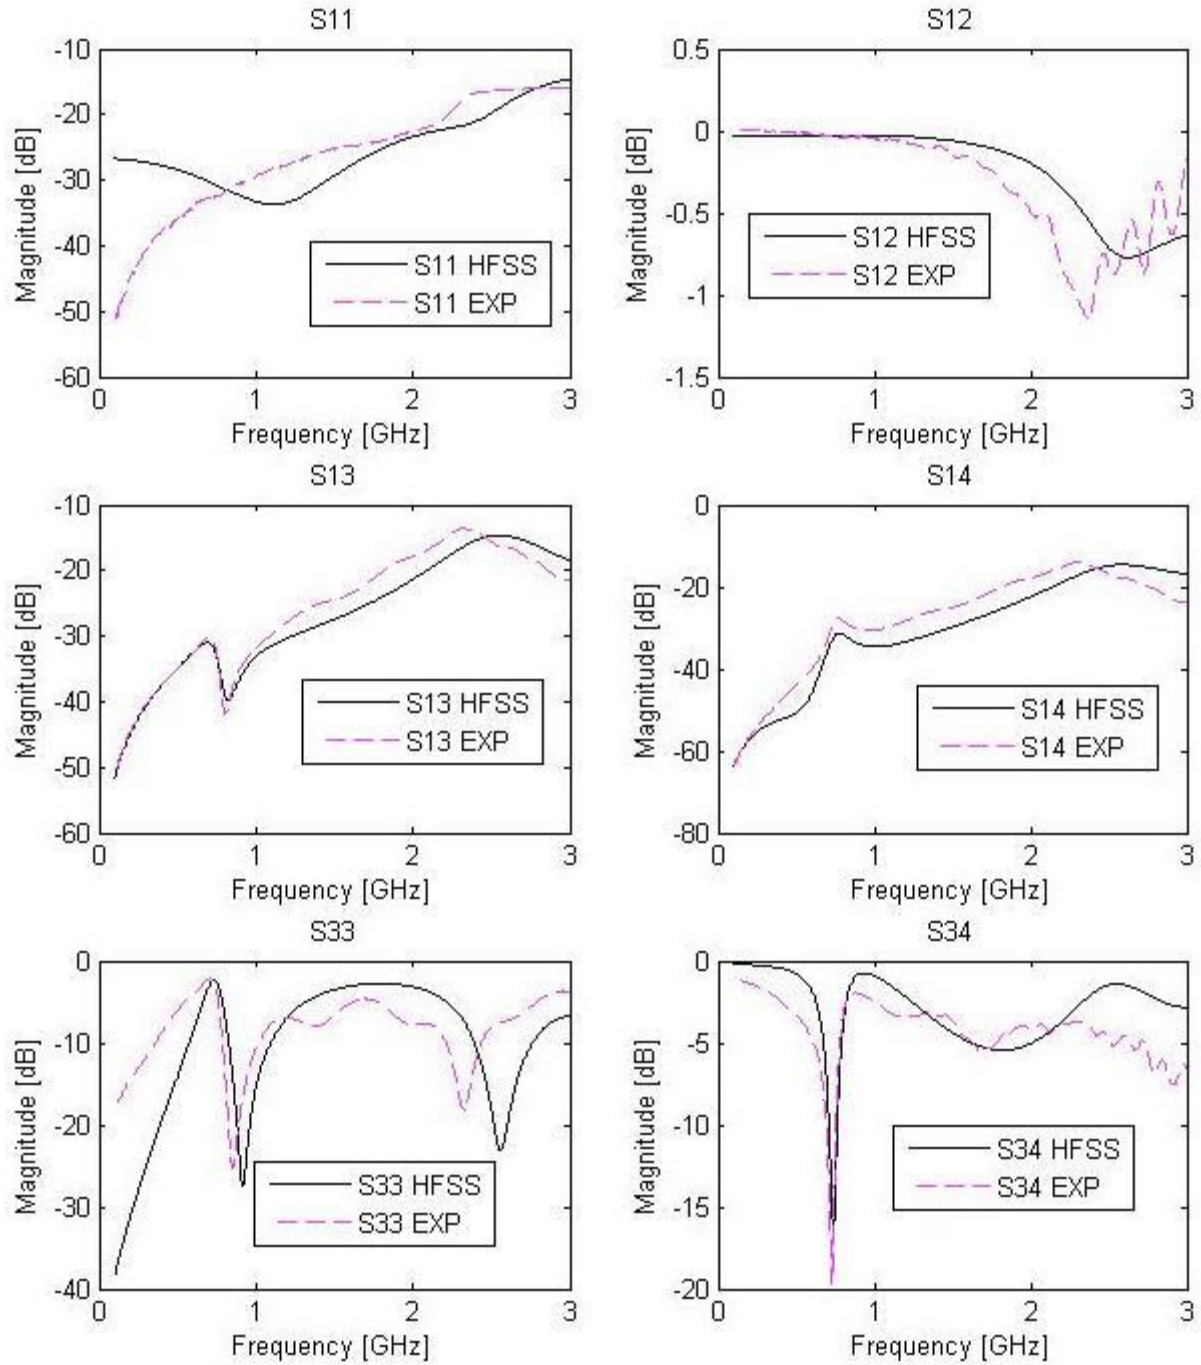 S11
-10
-20
-30
-40
-50
-60
Magnitude [dB]
S11 HFSS
S11 EXP
0 1 2 3
Frequency [GHz]
S12
0.5
0
-0.5
-1
-1.5
Magnitude [dB]
S12 HFSS
S12 EXP
0 1 2 3
Frequency [GHz]
S13
-10
-20
-30
-40
-50
-60
Magnitude [dB]
S13 HFSS
S13 EXP
0 1 2 3
Frequency [GHz]
S14
0
-20
-40
-60
-80
Magnitude [dB]
S14 HFSS
S14 EXP
0 1 2 3
Frequency [GHz]
S33
0
-10
-20
-30
-40
Magnitude [dB]
S33 HFSS
S33 EXP
0 1 2 3
Frequency [GHz]
S34
0
-5
-10
-15
-20
Magnitude [dB]
S34 HFSS
S34 EXP
0 1 2 3
Frequency [GHz]